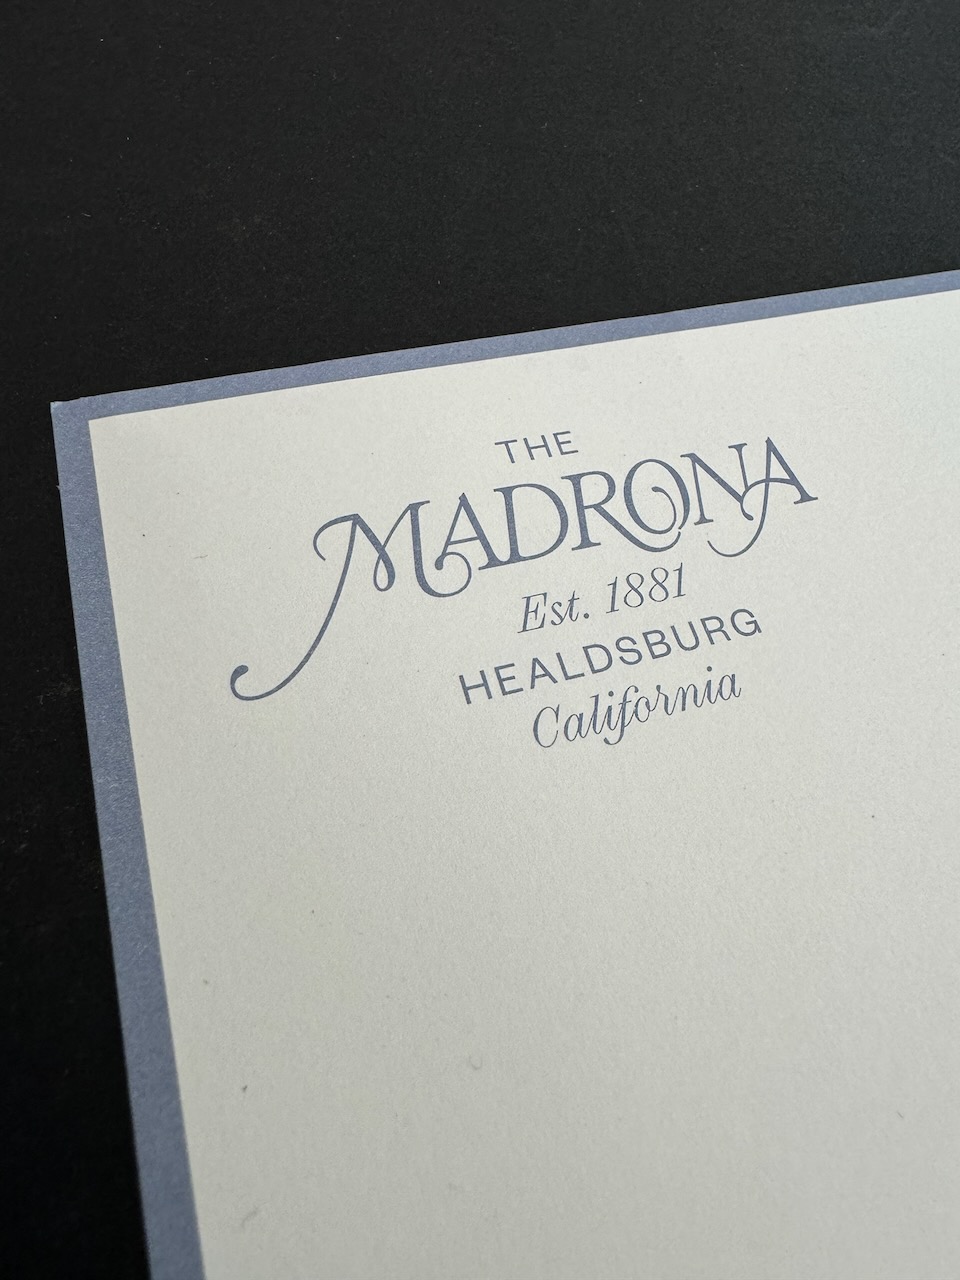 THE
MADRONA
Est. 1881
HEALDSBURG
California